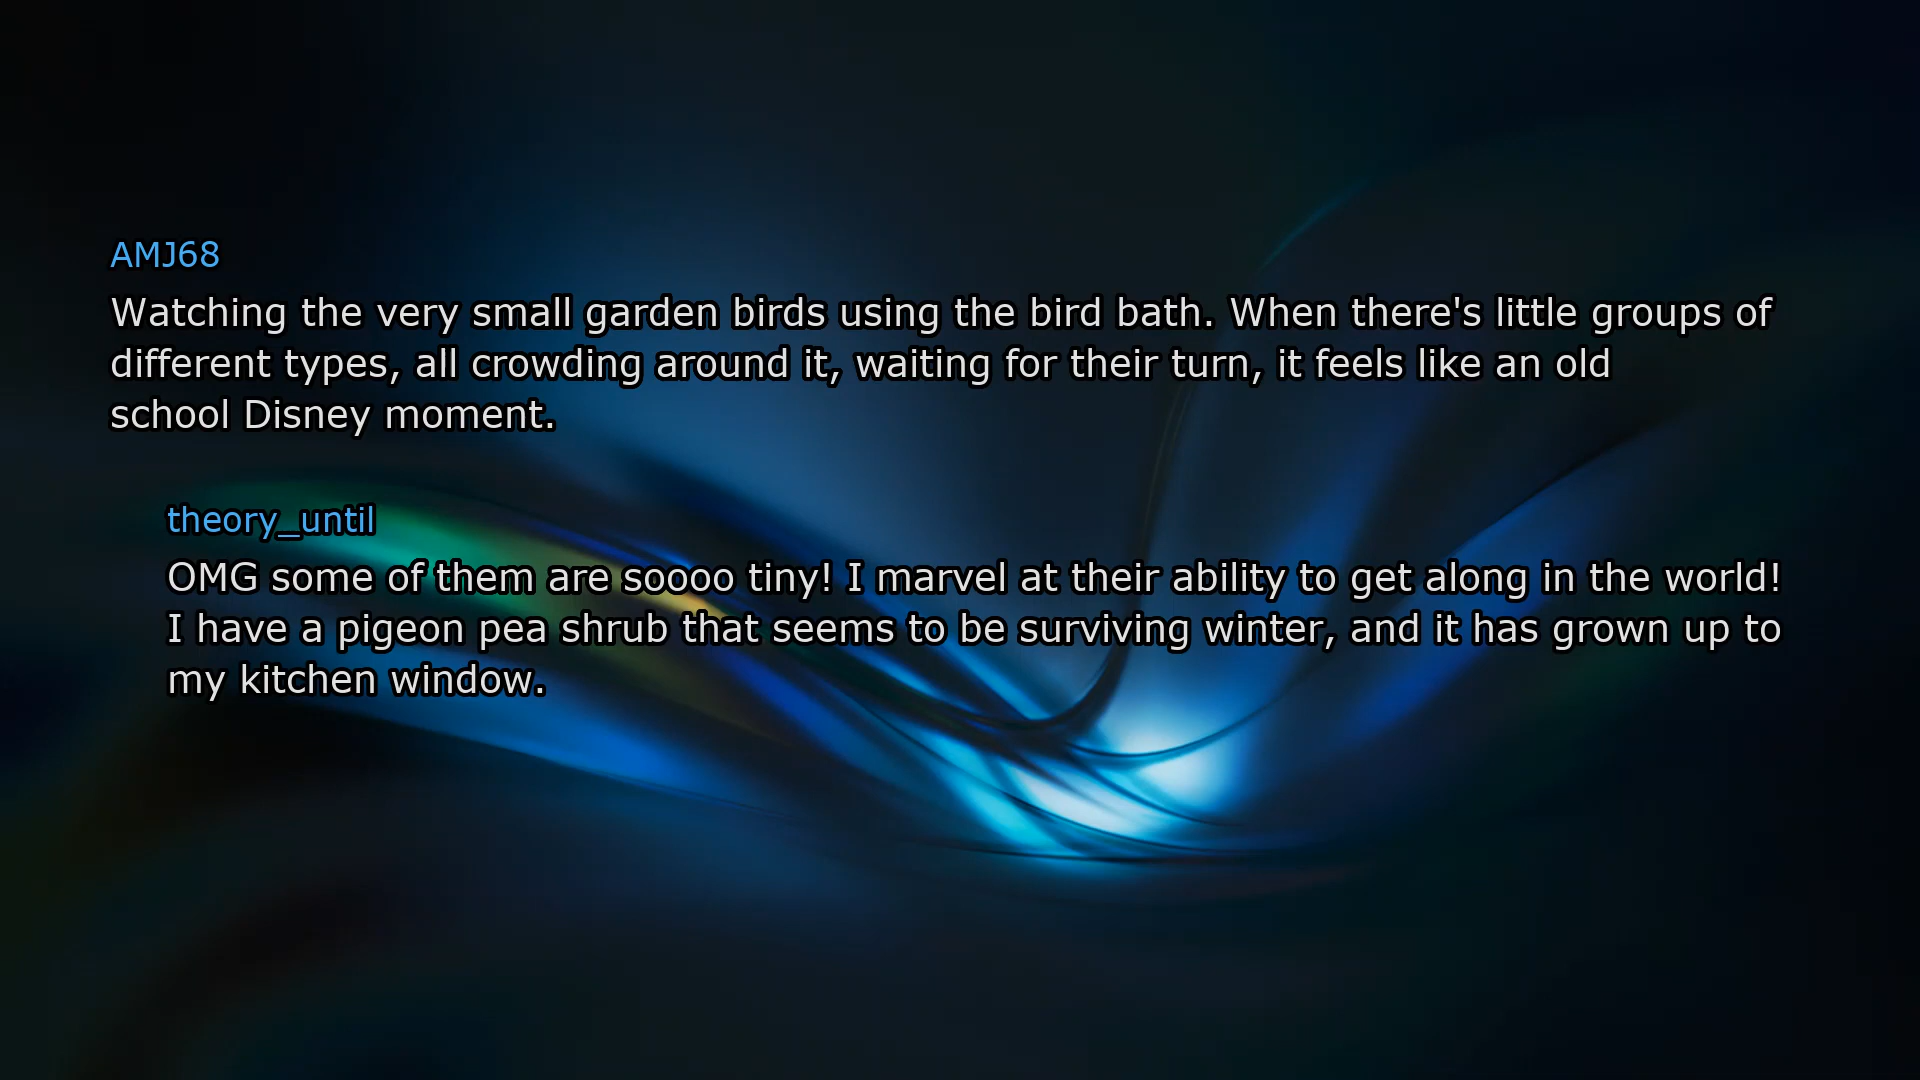 AMJ68
Watching the very small garden birds using the bird bath. When there's little groups of
different types, all crowding around it, waiting for their turn, it feels like an old
school Disney moment.
theory_until
OMG some of them are soooo tiny! I marvel at their ability to get along in the world!
I have a pigeon pea shrub that seems to be surviving winter, and it has grown up to
my kitchen window.